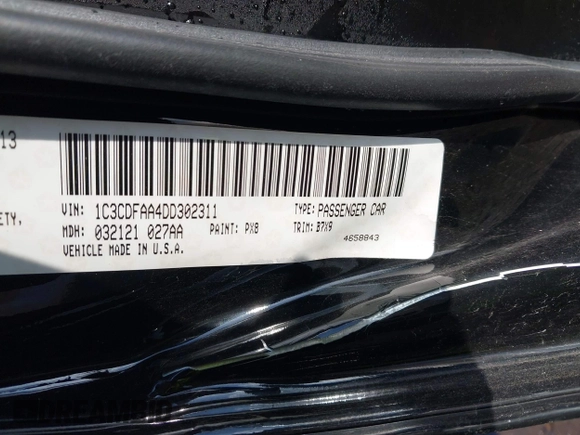 13
VIN: 1C3CDFAA4DD302311 TYPE: PASSENGER CAR
ETY,
MDH: 032121 027AA PAINT: PX8 TRIM: B7X9
VEHICLE MADE IN U.S.A. 4658843